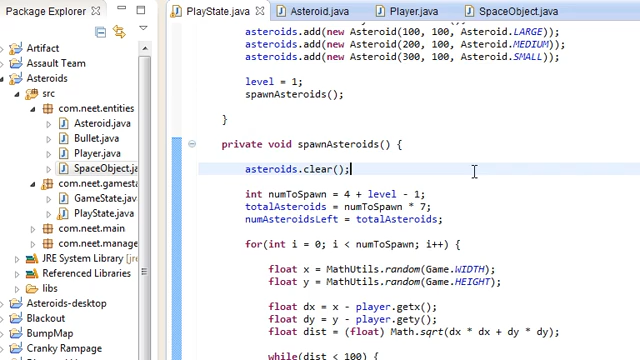 Package Explorer
Artifact
Assault Team
Asteroids
src
com.neet.entities
Asteroid.java
Bullet.java
Player.java
SpaceObject.ja
com.neet.gamesta
GameState.java
PlayState.java
com.neet.main
com.neet.manage
JRE System Library [
Referenced Libraries
libs
Asteroids-desktop
Blackout
BumpMap
Cranky Rampage
PlayState.java
Asteroid.java
Player.java
SpaceObject.java
asteroids.add(new Asteroid(100, 100, Asteroid.LARGE));
asteroids.add(new Asteroid(200, 100, Asteroid.MEDIUM));
asteroids.add(new Asteroid(300, 100, Asteroid.SMALL));
level = 1;
spawnAsteroids();
}
private void spawnAsteroids() {
asteroids.clear();
int numToSpawn = 4 + level - 1;
totalAsteroids = numToSpawn * 7;
numAsteroidsLeft = totalAsteroids;
for(int i = 0; i < numToSpawn; i++) {
float x = MathUtils.random(Game.WIDTH);
float y = MathUtils.random(Game.HEIGHT);
float dx = x - player.getx();
float dy = y - player.gety();
float dist = (float) Math.sqrt(dx * dx + dy * dy);
while(dist < 100) {